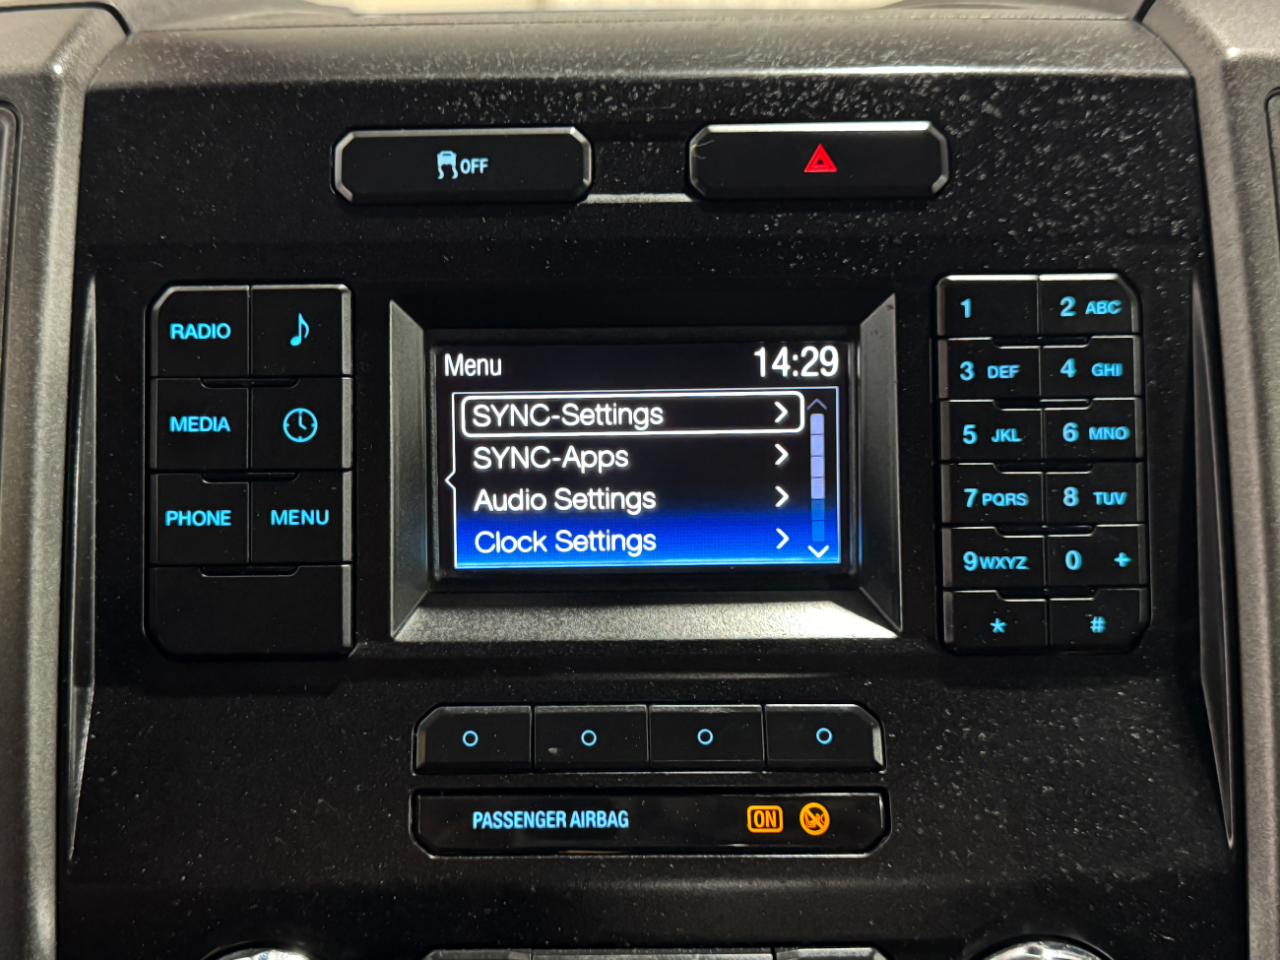 OFF
RADIO
MEDIA
PHONE MENU
Menu 14:29
SYNC-Settings
SYNC-Apps
Audio Settings
Clock Settings
1 2 ABC
3 DEF 4 GHI
5 JKL 6 MNO
7 PQRS 8 TUV
9 WXYZ 0 +
* #
PASSENGER AIRBAG ON